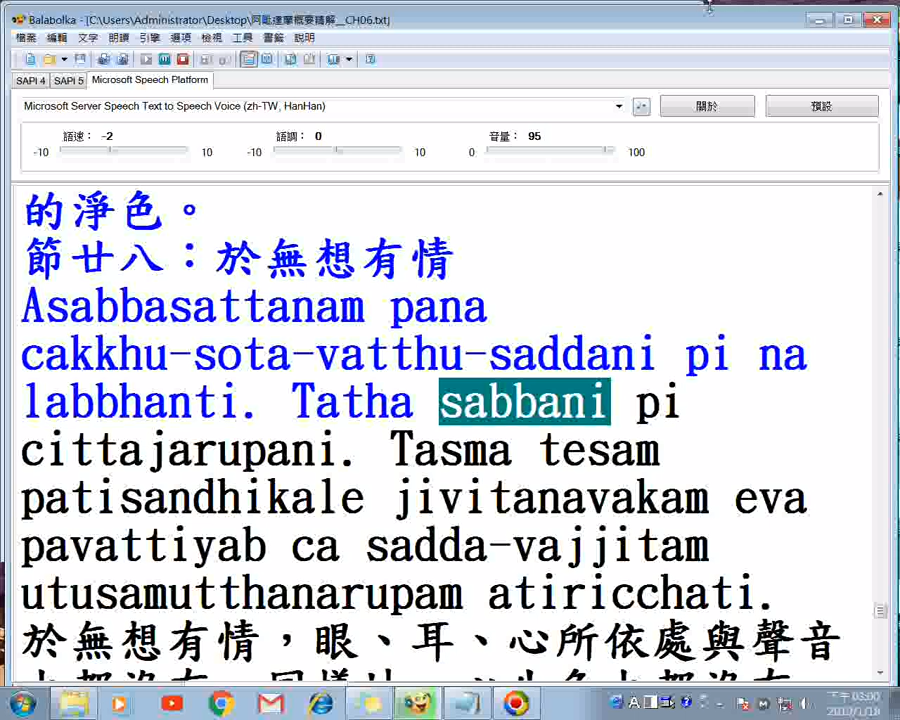 Balabolka - [C:\Users\Administrator\Desktop\阿毗達摩概要精解__CH06.txt]
檔案 編輯 文字 朗讀 引擎 選項 檢視 工具 書籤 說明
SAPI 4 SAPI 5 Microsoft Speech Platform
Microsoft Server Speech Text to Speech Voice (zh-TW, HanHan) 關於 預設
語速： -2 語調： 0 音量： 95
-10 10 -10 10 0 100
的淨色。
節廿八：於無想有情
Asabbasattanam pana
cakkhu-sota-vatthu-saddani pi na
labbhanti. Tatha sabbani pi
cittajarupani. Tasma tesam
patisandhikale jivitanavakam eva
pavattiyab ca sadda-vajjitam
utusamutthanarupam atiricchati.
於無想有情，眼、耳、心所依處與聲音
下午 03:00